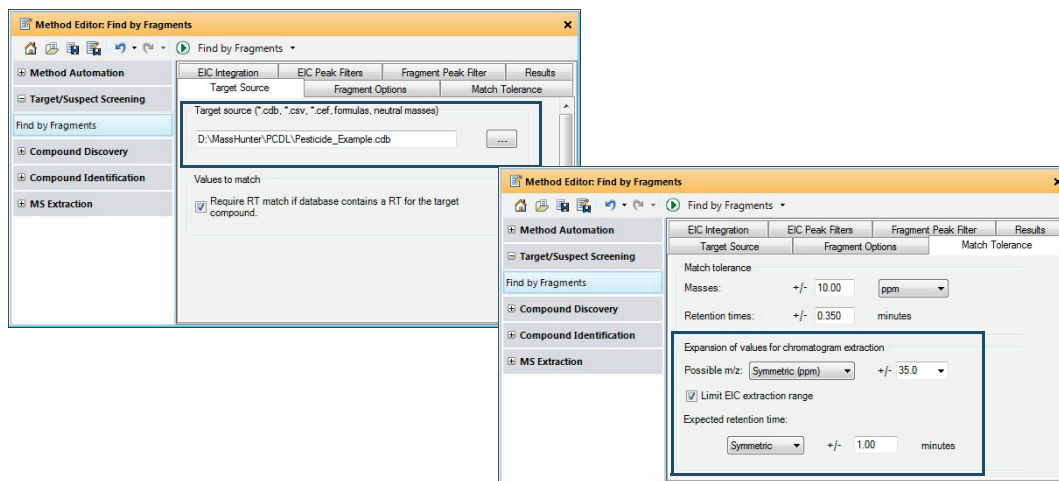 Method Editor: Find by Fragments
Find by Fragments
Method Automation
Target/Suspect Screening
Find by Fragments
Compound Discovery
Compound Identification
MS Extraction
EIC Integration EIC Peak Filters Fragment Peak Filter Results
Target Source Fragment Options Match Tolerance
Target source (*.cdb, *.csv, *.cef, formulas, neutral masses)
D:\MassHunter\PCDL\Pesticide_Example.cdb ...
Values to match
Require RT match if database contains a RT for the target
compound.
Method Editor: Find by Fragments
Find by Fragments
Method Automation
Target/Suspect Screening
Find by Fragments
Compound Discovery
Compound Identification
MS Extraction
EIC Integration EIC Peak Filters Fragment Peak Filter Results
Target Source Fragment Options Match Tolerance
Match tolerance
Masses: +/- 10.00 ppm
Retention times: +/- 0.350 minutes
Expansion of values for chromatogram extraction
Possible m/z: Symmetric (ppm) +/- 35.0
Limit EIC extraction range
Expected retention time:
Symmetric +/- 1.00 minutes